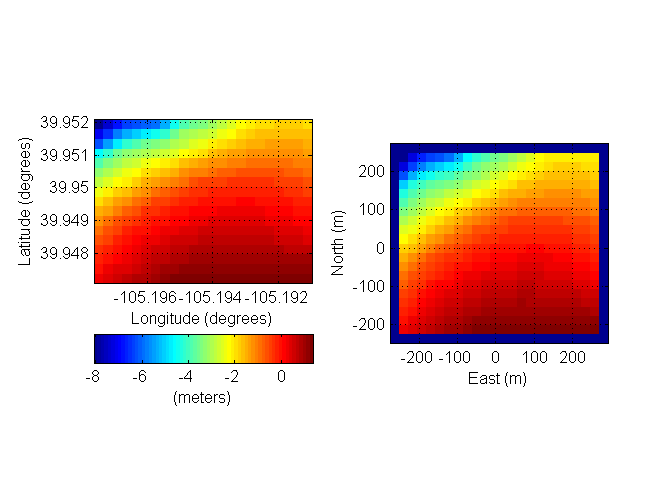 39.952
39.951
39.95
39.949
39.948
Latitude (degrees)
-105.196 -105.194 -105.192
Longitude (degrees)
-8 -6 -4 -2 0
(meters)
200
100
0
-100
-200
North (m)
-200 -100 0 100 200
East (m)